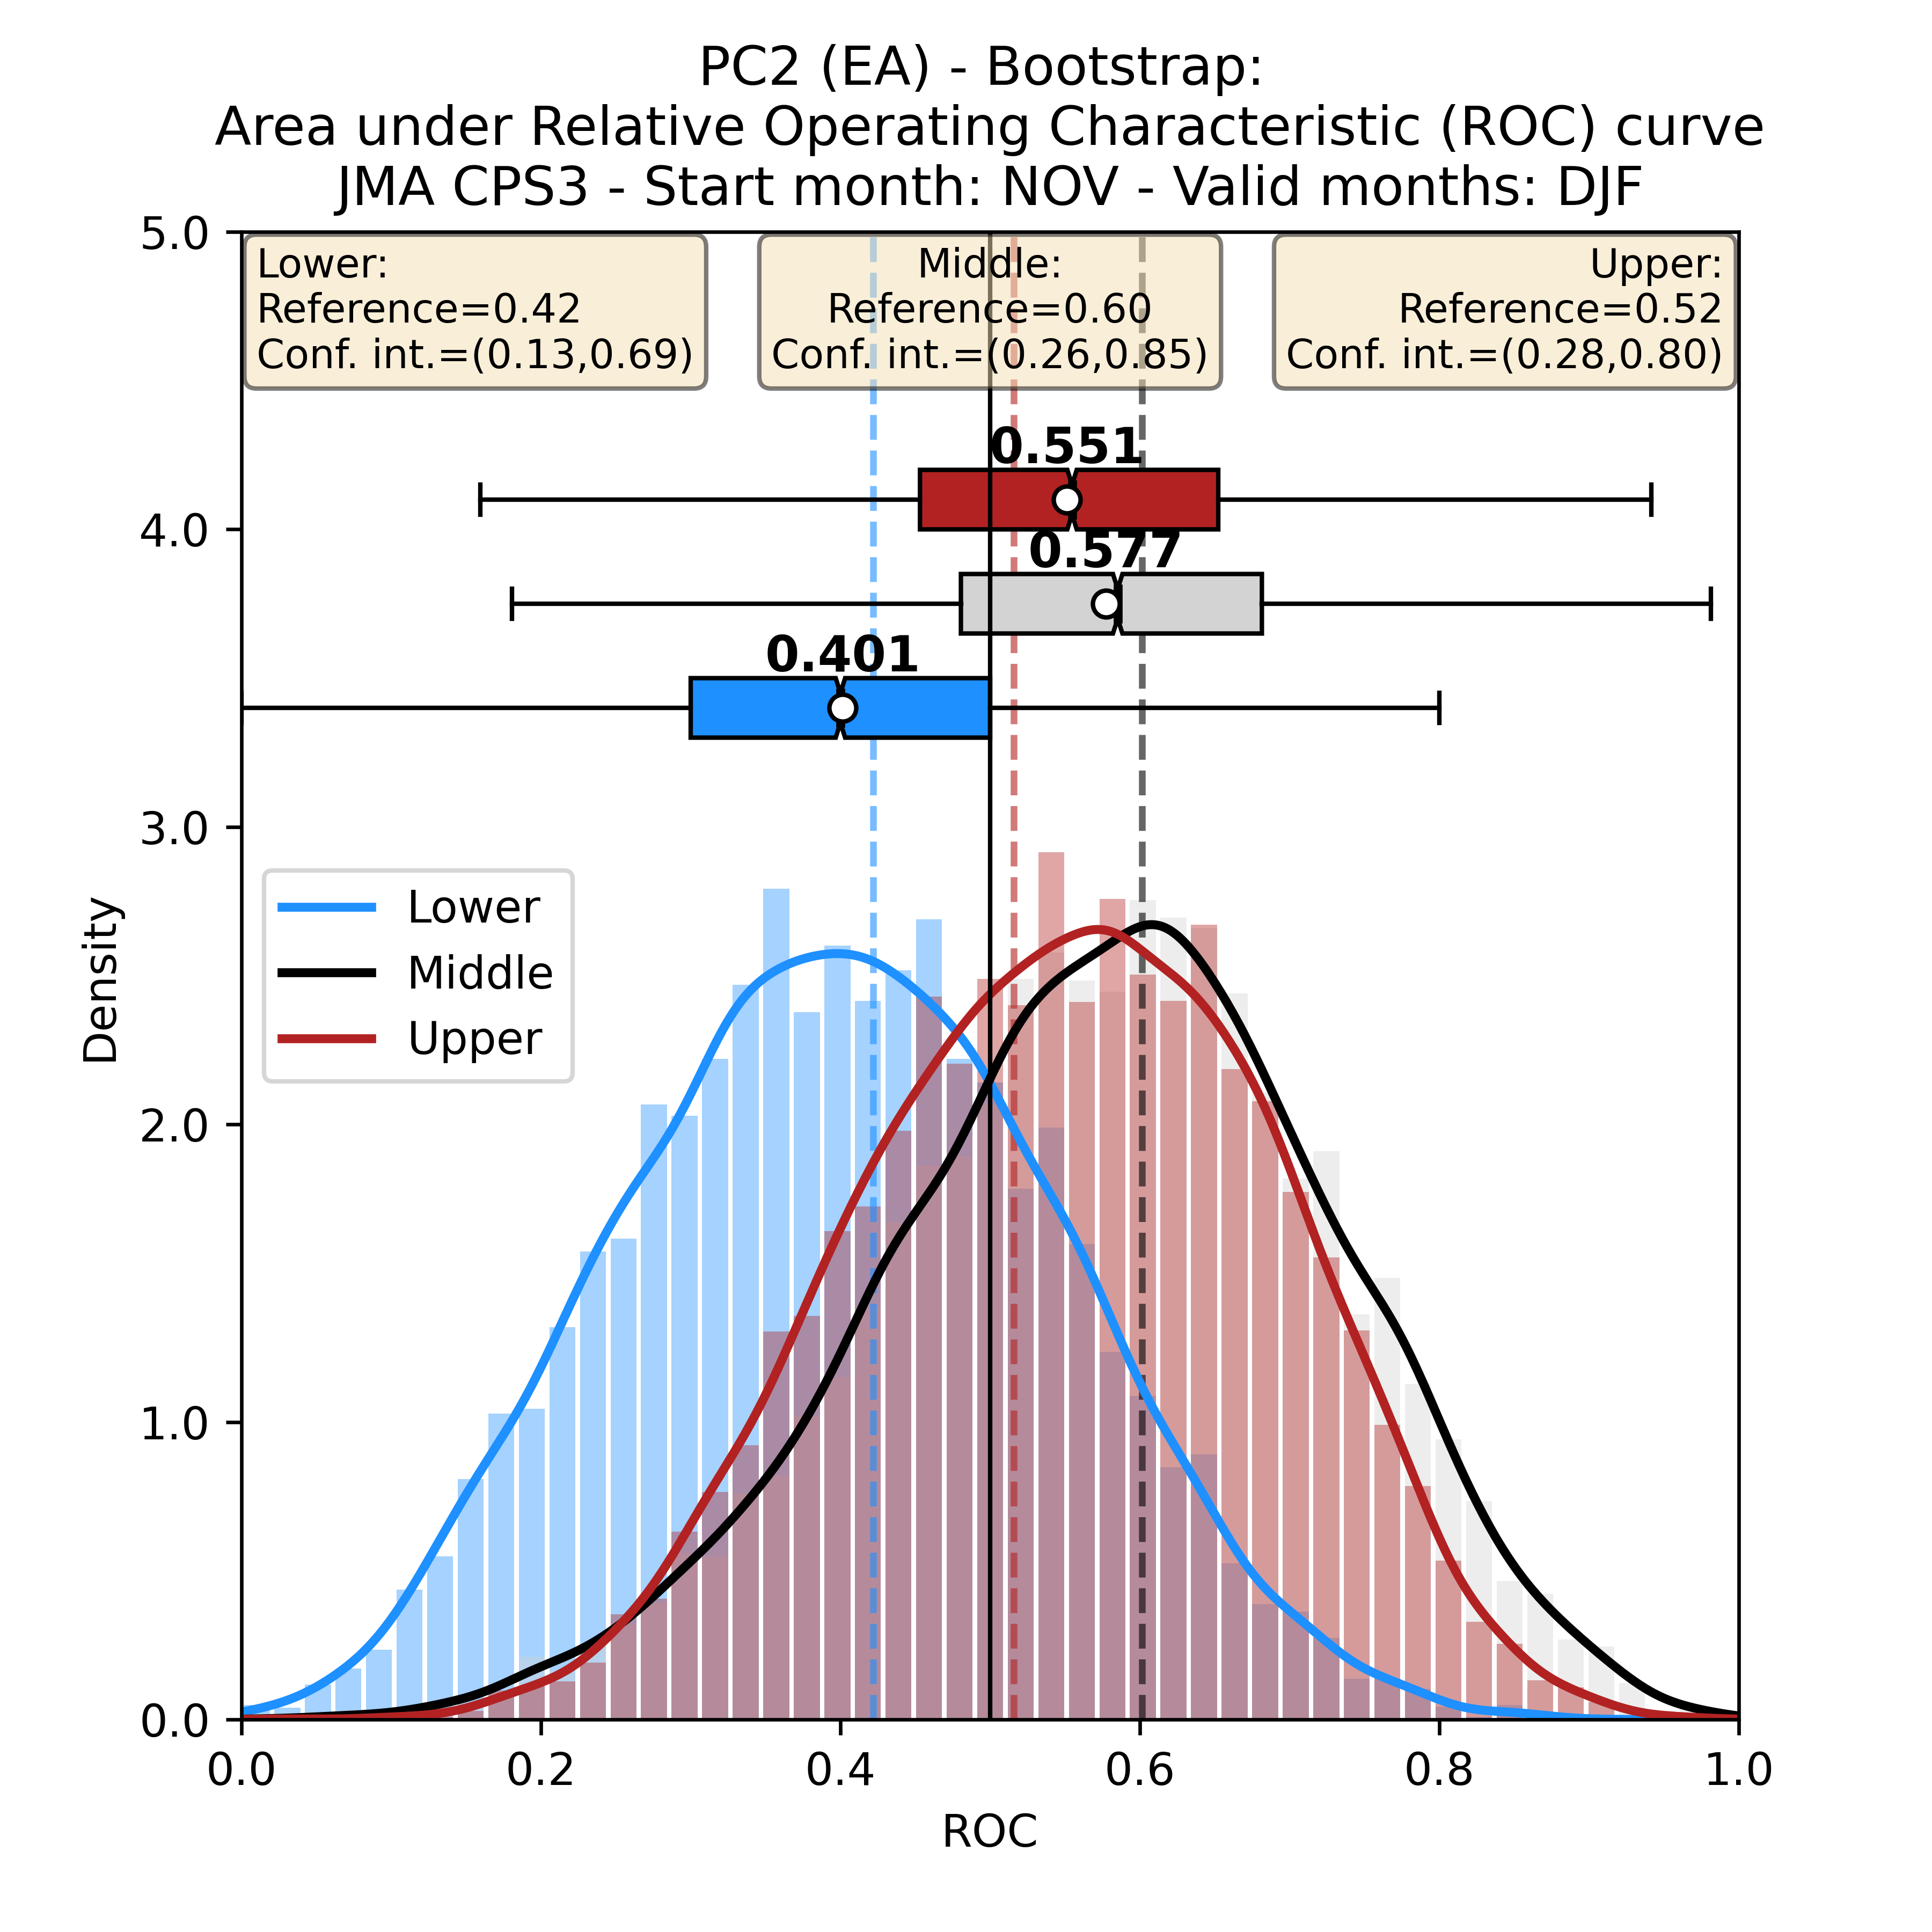 PC2 (EA) - Bootstrap:
Area under Relative Operating Characteristic (ROC) curve
JMA CPS3 - Start month: NOV - Valid months: DJF
Lower:
Reference=0.42
Conf. int.=(0.13,0.69)
Middle:
Reference=0.60
Conf. int.=(0.26,0.85)
Upper:
Reference=0.52
Conf. int.=(0.28,0.80)
0.551
0.577
0.401
Lower
Middle
Upper
Density
5.0
4.0
3.0
2.0
1.0
0.0
0.0 0.2 0.4 0.6 0.8 1.0
ROC